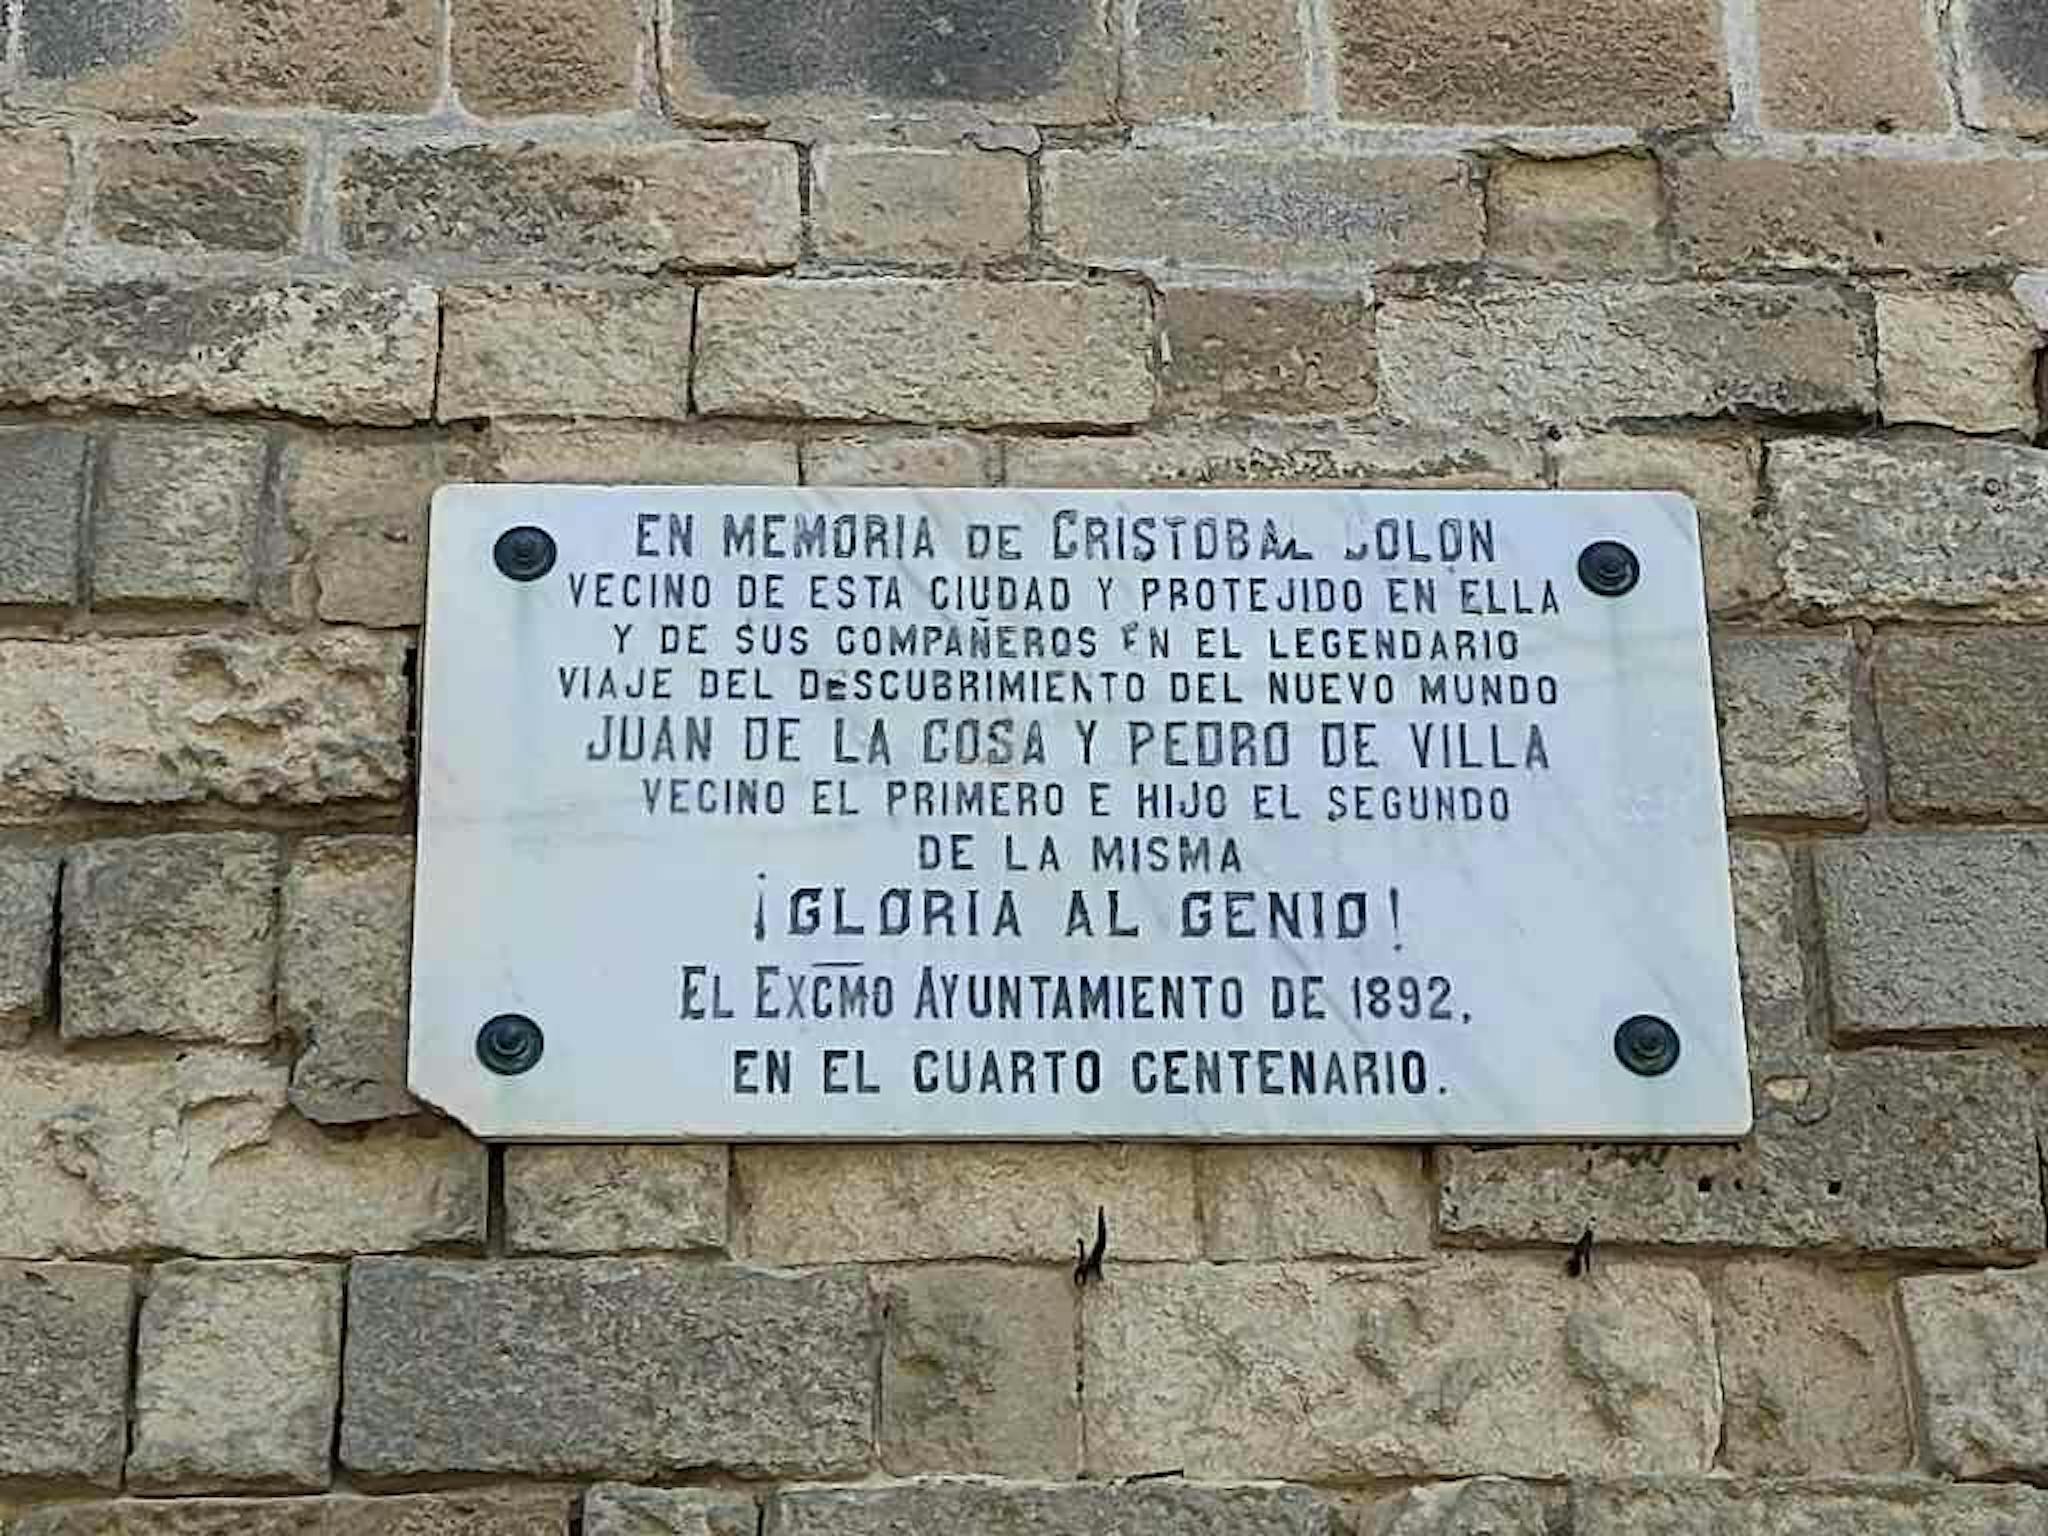 EN MEMORIA DE CRISTOBAL COLON
VECINO DE ESTA CIUDAD Y PROTEJIDO EN ELLA
Y DE SUS COMPAÑEROS EN EL LEGENDARIO
VIAJE DEL DESCUBRIMIENTO DEL NUEVO MUNDO
JUAN DE LA COSA Y PEDRO DE VILLA
VECINO EL PRIMERO E HIJO EL SEGUNDO
DE LA MISMA
¡GLORIA AL GENIO!
EL EXCMO AYUNTAMIENTO DE 1892,
EN EL CUARTO CENTENARIO.